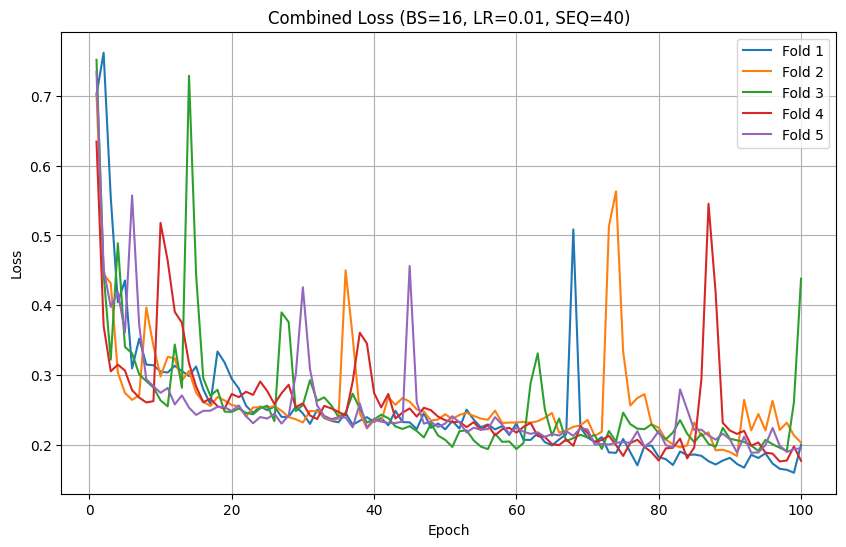 Combined Loss (BS=16, LR=0.01, SEQ=40)
Fold 1
Fold 2
Fold 3
Fold 4
Fold 5
Loss
0.7
0.6
0.5
0.4
0.3
0.2
0
20
40
60
80
100
Epoch